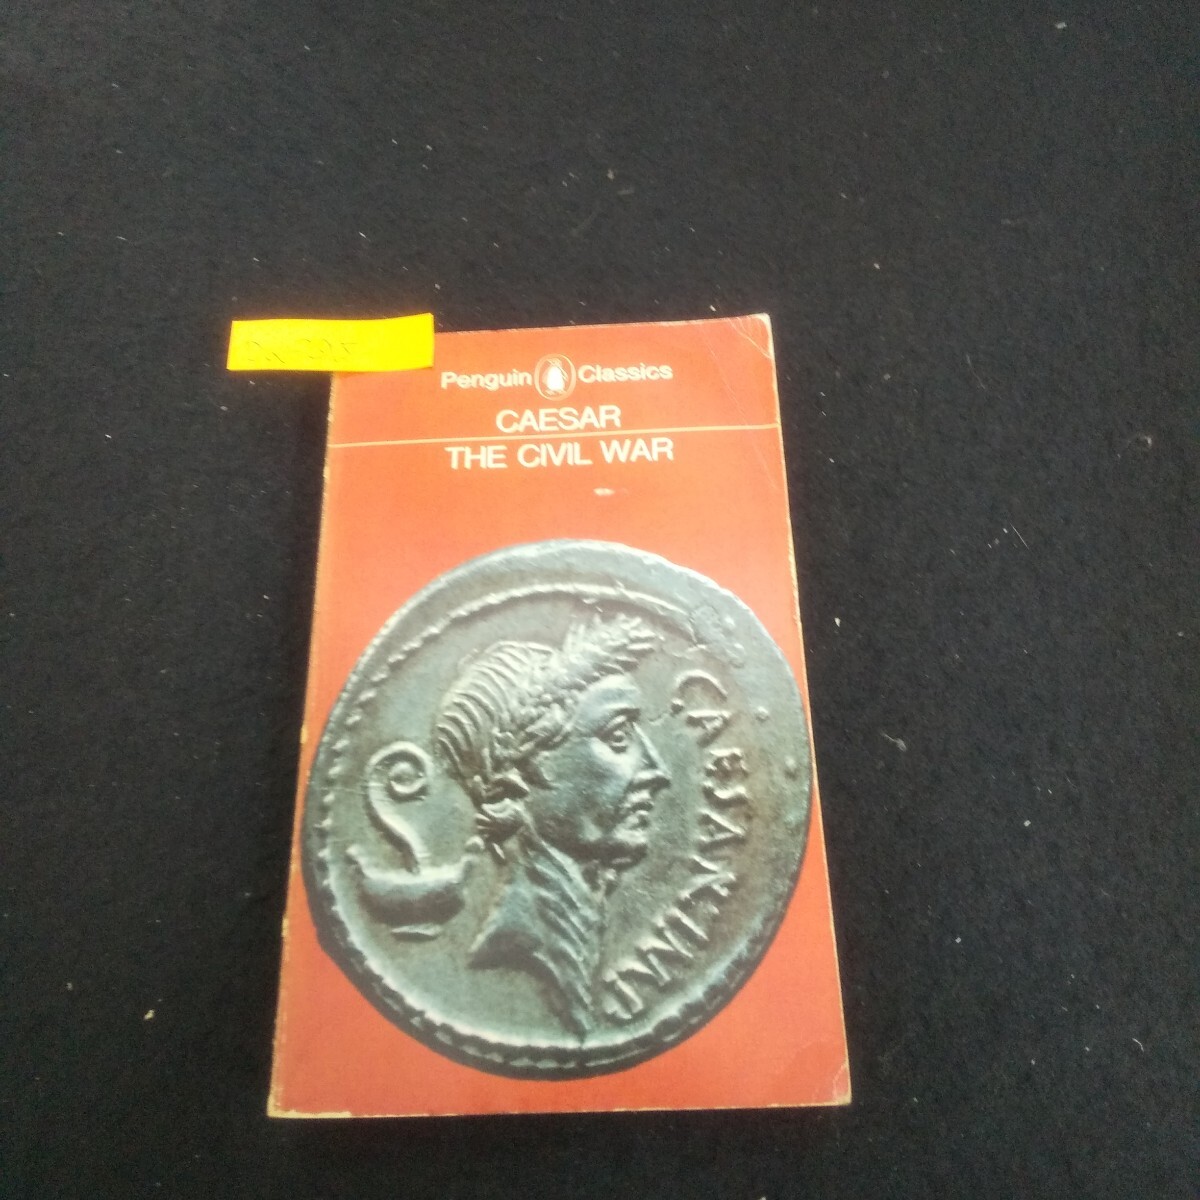 Penguin Classics
CAESAR
THE CIVIL WAR
CAESAR·IMP